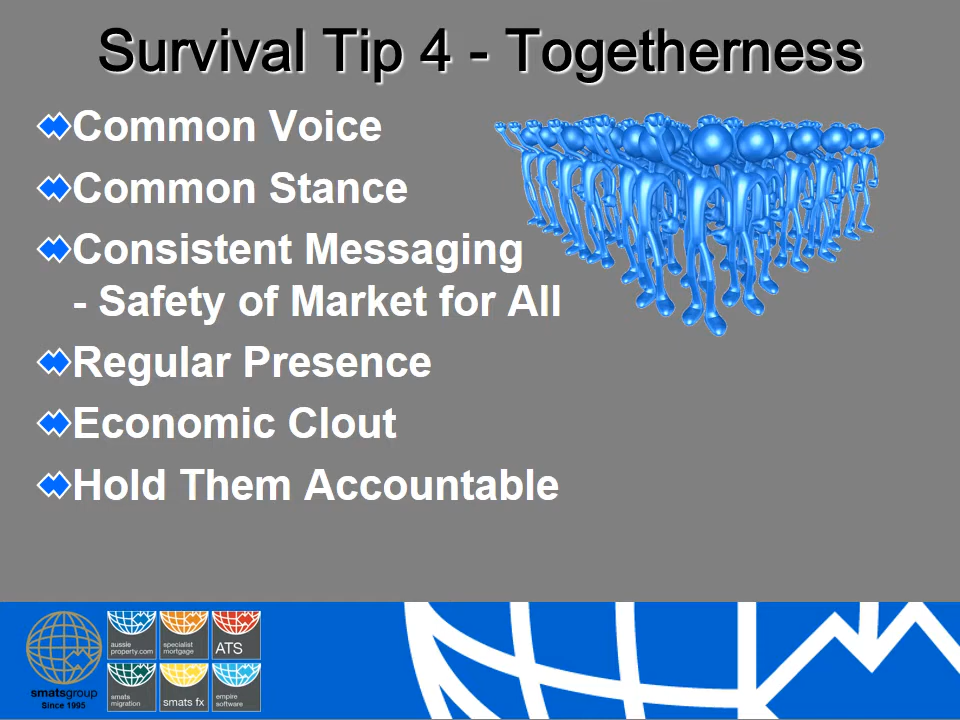 Survival Tip 4 - Togetherness
Common Voice
Common Stance
Consistent Messaging
- Safety of Market for All
Regular Presence
Economic Clout
Hold Them Accountable
smatsgroup
Since 1995
aussie
property.com
specialist
mortgage
ATS
smats
migration
smats fx
empire
software